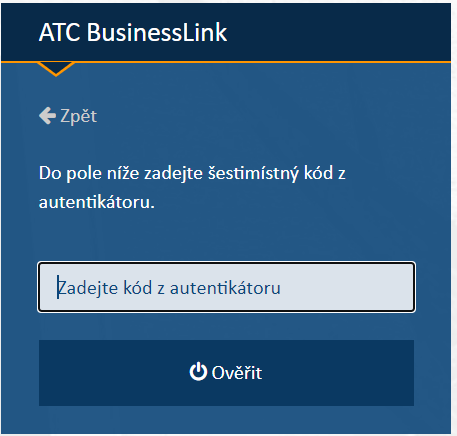 ATC BusinessLink
Zpět
Do pole níže zadejte šestimístný kód z
autentikátoru.
Zadejte kód z autentikátoru
Ověřit